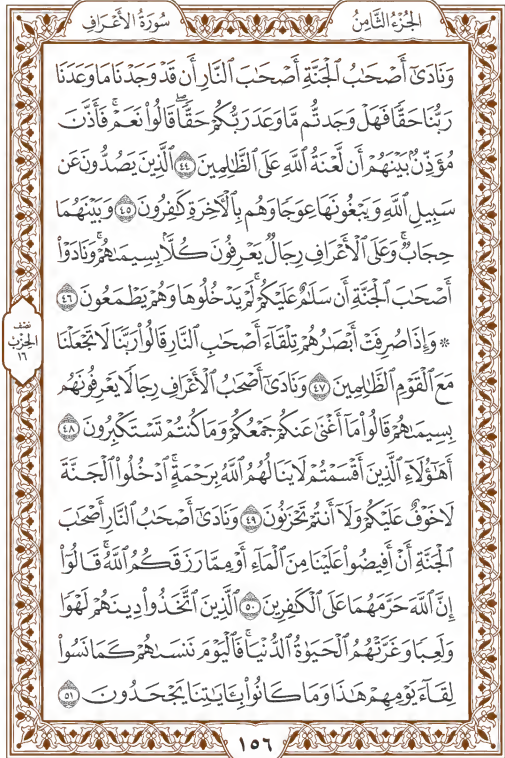 الجُزْءُ الثَّامِنُ
سُورَةُ الأَعْرَافِ
وَنَادَىٰٓ أَصْحَٰبُ ٱلْجَنَّةِ أَصْحَٰبَ ٱلنَّارِ أَن قَدْ وَجَدْنَا مَا وَعَدَنَا
رَبُّنَا حَقًّا فَهَلْ وَجَدتُّم مَّا وَعَدَ رَبُّكُمْ حَقًّا ۖ قَالُوا۟ نَعَمْ ۚ فَأَذَّنَ
مُؤَذِّنٌۢ بَيْنَهُمْ أَن لَّعْنَةُ ٱللَّهِ عَلَى ٱلظَّٰلِمِينَ ٤٤ ٱلَّذِينَ يَصُدُّونَ عَن
سَبِيلِ ٱللَّهِ وَيَبْغُونَهَا عِوَجًا وَهُم بِٱلْءَاخِرَةِ كَٰفِرُونَ ٤٥ وَبَيْنَهُمَا
حِجَابٌ ۚ وَعَلَى ٱلْأَعْرَافِ رِجَالٌ يَعْرِفُونَ كُلًّۢا بِسِيمَىٰهُمْ ۚ وَنَادَوْا۟
أَصْحَٰبَ ٱلْجَنَّةِ أَن سَلَٰمٌ عَلَيْكُمْ ۚ لَمْ يَدْخُلُوهَا وَهُمْ يَطْمَعُونَ ٤٦
۞ وَإِذَا صُرِفَتْ أَبْصَٰرُهُمْ تِلْقَآءَ أَصْحَٰبِ ٱلنَّارِ قَالُوا۟ رَبَّنَا لَا تَجْعَلْنَا
مَعَ ٱلْقَوْمِ ٱلظَّٰلِمِينَ ٤٧ وَنَادَىٰٓ أَصْحَٰبُ ٱلْأَعْرَافِ رِجَالًا يَعْرِفُونَهُم
بِسِيمَىٰهُمْ قَالُوا۟ مَآ أَغْنَىٰ عَنكُمْ جَمْعُكُمْ وَمَا كُنتُمْ تَسْتَكْبِرُونَ ٤٨
أَهَٰٓؤُلَآءِ ٱلَّذِينَ أَقْسَمْتُمْ لَا يَنَالُهُمُ ٱللَّهُ بِرَحْمَةٍ ۚ ٱدْخُلُوا۟ ٱلْجَنَّةَ
لَا خَوْفٌ عَلَيْكُمْ وَلَآ أَنتُمْ تَحْزَنُونَ ٤٩ وَنَادَىٰٓ أَصْحَٰبُ ٱلنَّارِ أَصْحَٰبَ
ٱلْجَنَّةِ أَنْ أَفِيضُوا۟ عَلَيْنَا مِنَ ٱلْمَآءِ أَوْ مِمَّا رَزَقَكُمُ ٱللَّهُ ۚ قَالُوٓا۟
إِنَّ ٱللَّهَ حَرَّمَهُمَا عَلَى ٱلْكَٰفِرِينَ ٥٠ ٱلَّذِينَ ٱتَّخَذُوا۟ دِينَهُمْ لَهْوًا
وَلَعِبًا وَغَرَّتْهُمُ ٱلْحَيَوٰةُ ٱلدُّنْيَا ۚ فَٱلْيَوْمَ نَنسَىٰهُمْ كَمَا نَسُوا۟
لِقَآءَ يَوْمِهِمْ هَٰذَا وَمَا كَانُوا۟ بِـَٔايَٰتِنَا يَجْحَدُونَ ٥١
نصف
الحزب
١٦
١٥٦